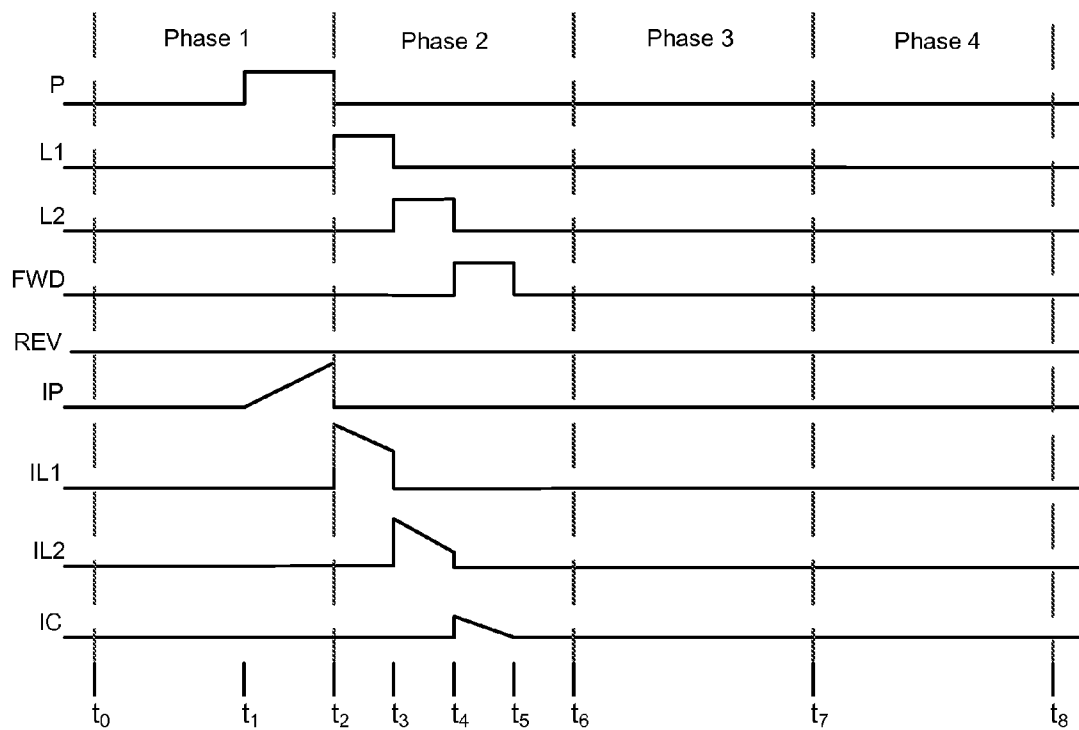 Phase 1 Phase 2 Phase 3 Phase 4
P
L1
L2
FWD
REV
IP
IL1
IL2
IC
t0 t1 t2 t3 t4 t5 t6 t7 t8